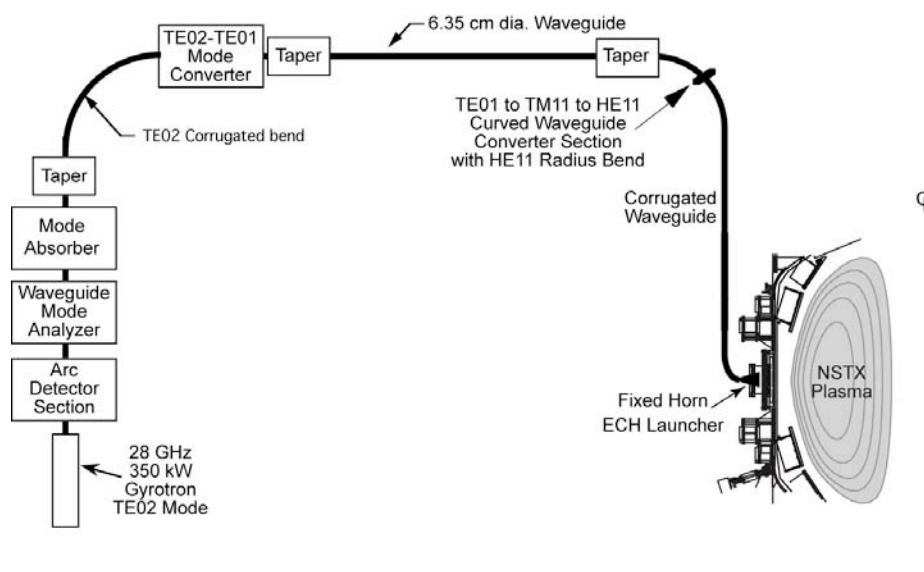 6.35 cm dia. Waveguide
TE02-TE01
Mode
Converter
Taper
Taper
TE01 to TM11 to HE11
Curved Waveguide
Converter Section
with HE11 Radius Bend
TE02 Corrugated bend
Taper
Corrugated
Waveguide
Mode
Absorber
Waveguide
Mode
Analyzer
Arc
Detector
Section
NSTX
Plasma
Fixed Horn
ECH Launcher
28 GHz
350 kW
Gyrotron
TE02 Mode